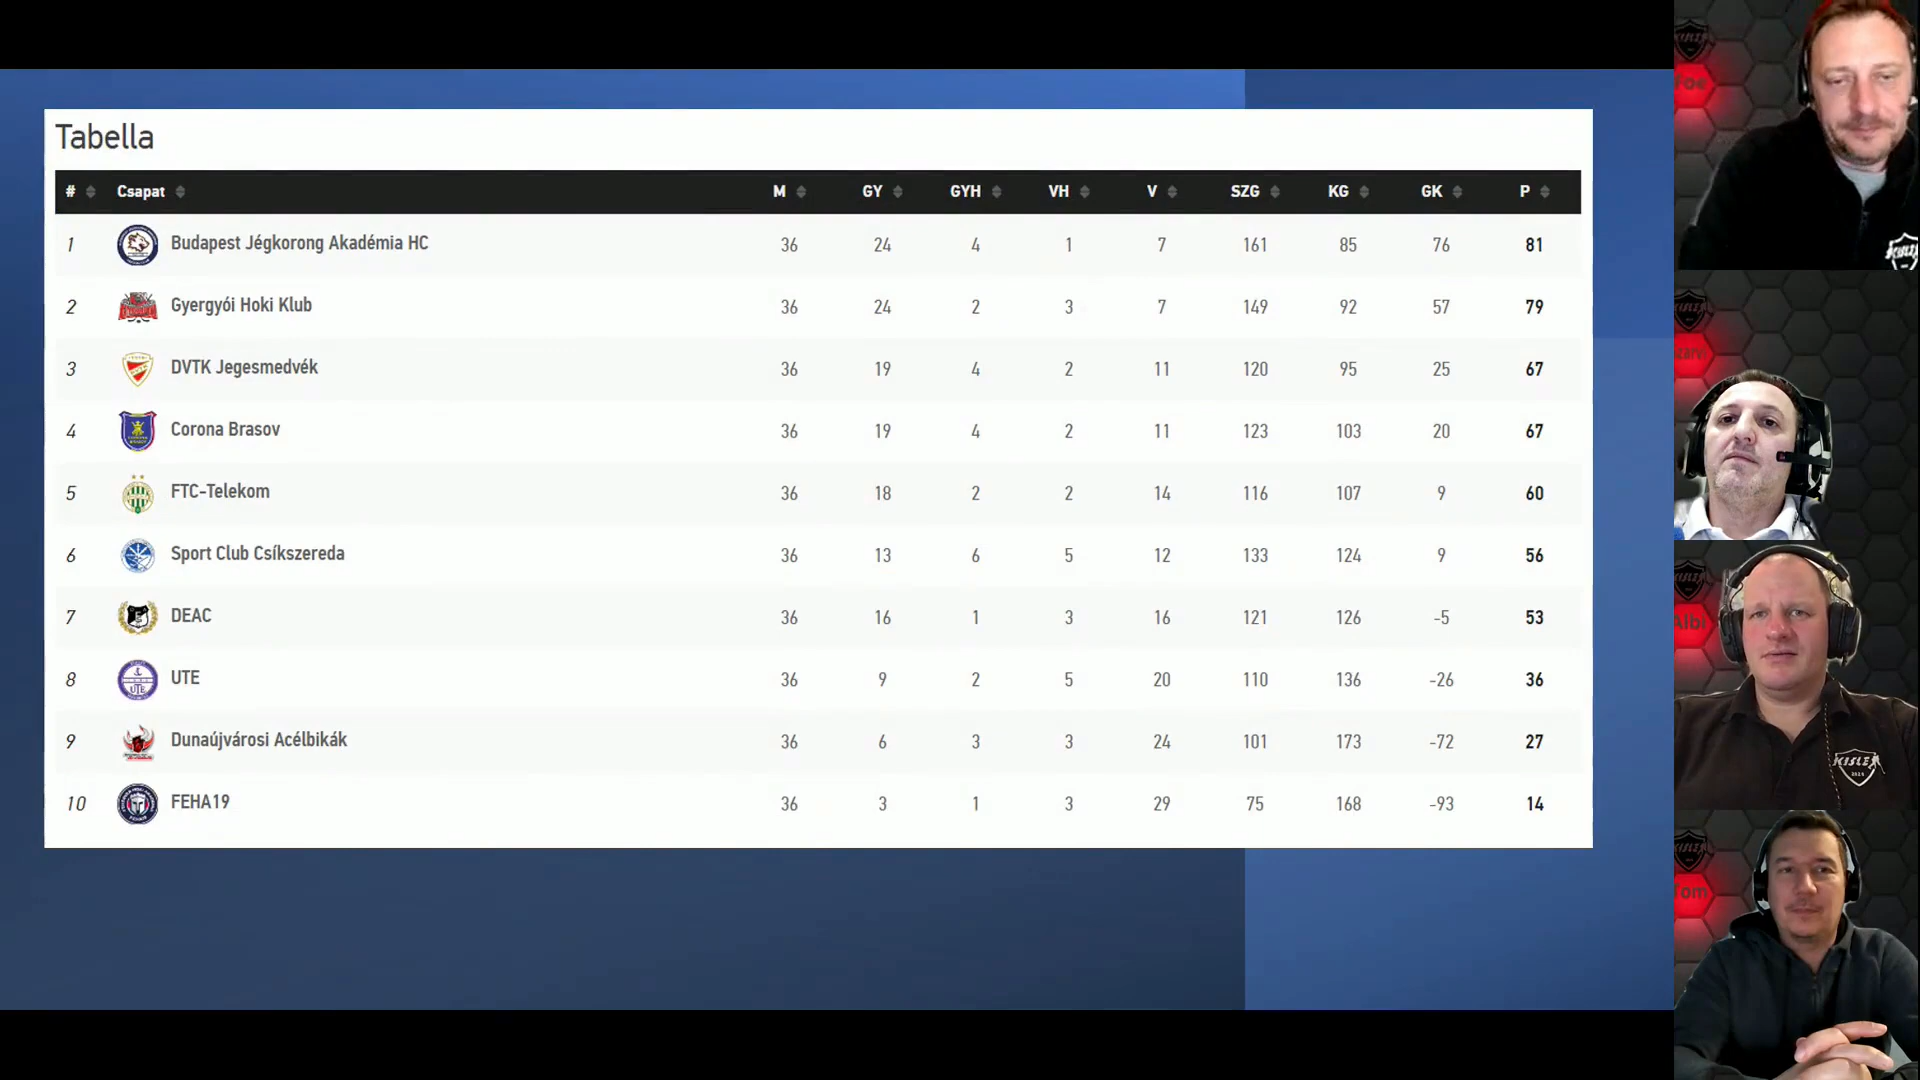 Tabella
# Csapat M GY GYH VH V SZG KG GK P
1 Budapest Jégkorong Akadémia HC 36 24 4 1 7 161 85 76 81
2 Gyergyói Hoki Klub 36 24 2 3 7 149 92 57 79
3 DVTK Jegesmedvék 36 19 4 2 11 120 95 25 67
4 Corona Brasov 36 19 4 2 11 123 103 20 67
5 FTC-Telekom 36 18 2 2 14 116 107 9 60
6 Sport Club Csíkszereda 36 13 6 5 12 133 124 9 56
7 DEAC 36 16 1 3 16 121 126 -5 53
8 UTE 36 9 2 5 20 110 136 -26 36
9 Dunaújvárosi Acélbikák 36 6 3 3 24 101 173 -72 27
10 FEHA19 36 3 1 3 29 75 168 -93 14
UTE
Albi
KISLER
Tom